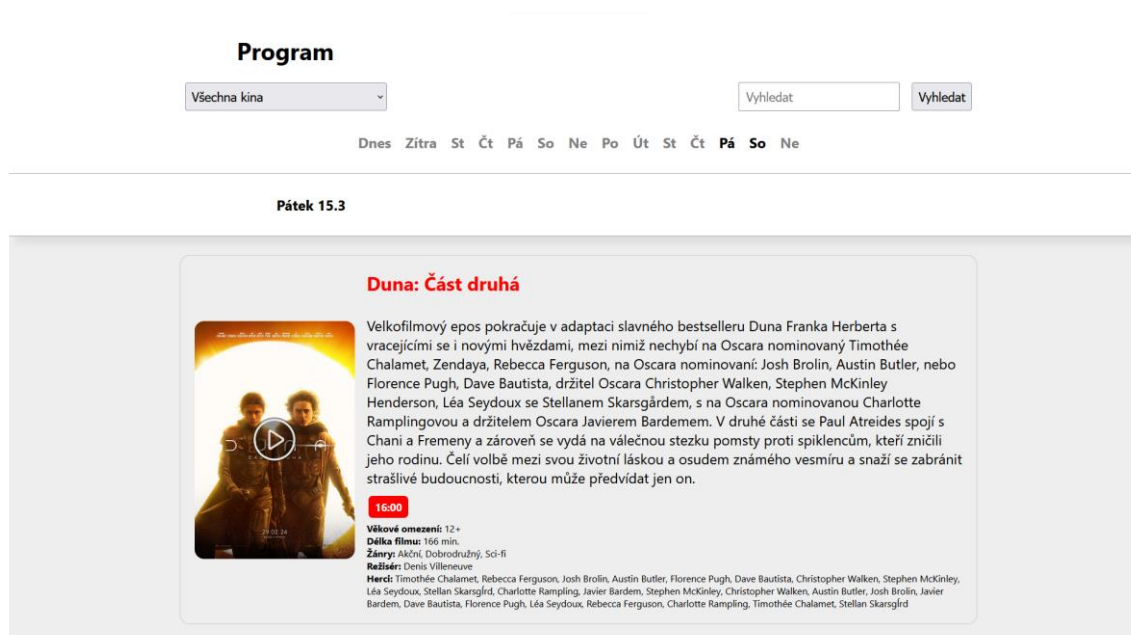 Program
Všechna kina
Vyhledat
Vyhledat
Dnes Zítra St Čt Pá So Ne Po Út St Čt Pá So Ne
Pátek 15.3
Duna: Část druhá
Velkofilmový epos pokračuje v adaptaci slavného bestselleru Duna Franka Herberta s
vracejícími se i novými hvězdami, mezi nimiž nechybí na Oscara nominovaný Timothée
Chalamet, Zendaya, Rebecca Ferguson, na Oscara nominovaní: Josh Brolin, Austin Butler, nebo
Florence Pugh, Dave Bautista, držitel Oscara Christopher Walken, Stephen McKinley
Henderson, Léa Seydoux se Stellanem Skarsgårdem, s na Oscara nominovanou Charlotte
Ramplingovou a držitelem Oscara Javierem Bardemem. V druhé části se Paul Atreides spojí s
Chani a Fremeny a zároveň se vydá na válečnou stezku pomsty proti spiklencům, kteří zničili
jeho rodinu. Čelí volbě mezi svou životní láskou a osudem známého vesmíru a snaží se zabránit
strašlivé budoucnosti, kterou může předvídat jen on.
16:00
Věkové omezení: 12+
Délka filmu: 166 min.
Žánry: Akční, Dobrodružný, Sci-fi
Režisér: Denis Villeneuve
Herci: Timothée Chalamet, Rebecca Ferguson, Josh Brolin, Austin Butler, Florence Pugh, Dave Bautista, Christopher Walken, Stephen McKinley,
Léa Seydoux, Stellan Skarsgĺrd, Charlotte Rampling, Javier Bardem, Stephen McKinley, Christopher Walken, Austin Butler, Josh Brolin, Javier
Bardem, Dave Bautista, Florence Pugh, Léa Seydoux, Rebecca Ferguson, Charlotte Rampling, Timothée Chalamet, Stellan Skarsgĺrd